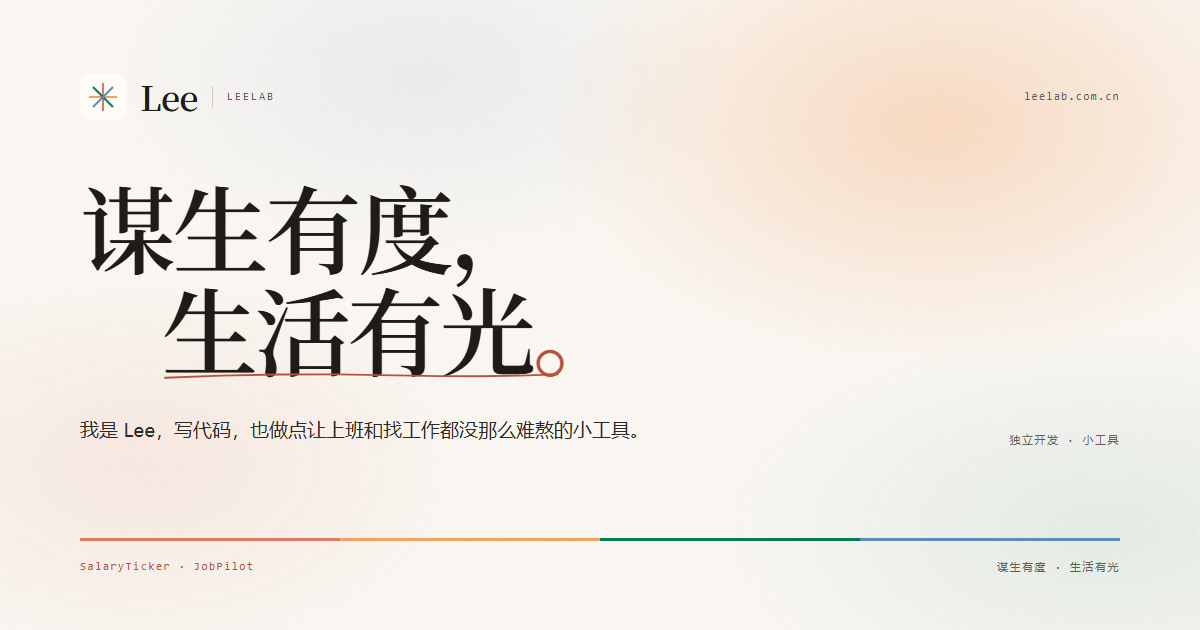 Lee
LEELAB
leelab.com.cn
谋生有度，
生活有光。
我是 Lee，写代码，也做点让上班和找工作都没那么难熬的小工具。
独立开发 · 小工具
SalaryTicker · JobPilot
谋生有度 · 生活有光